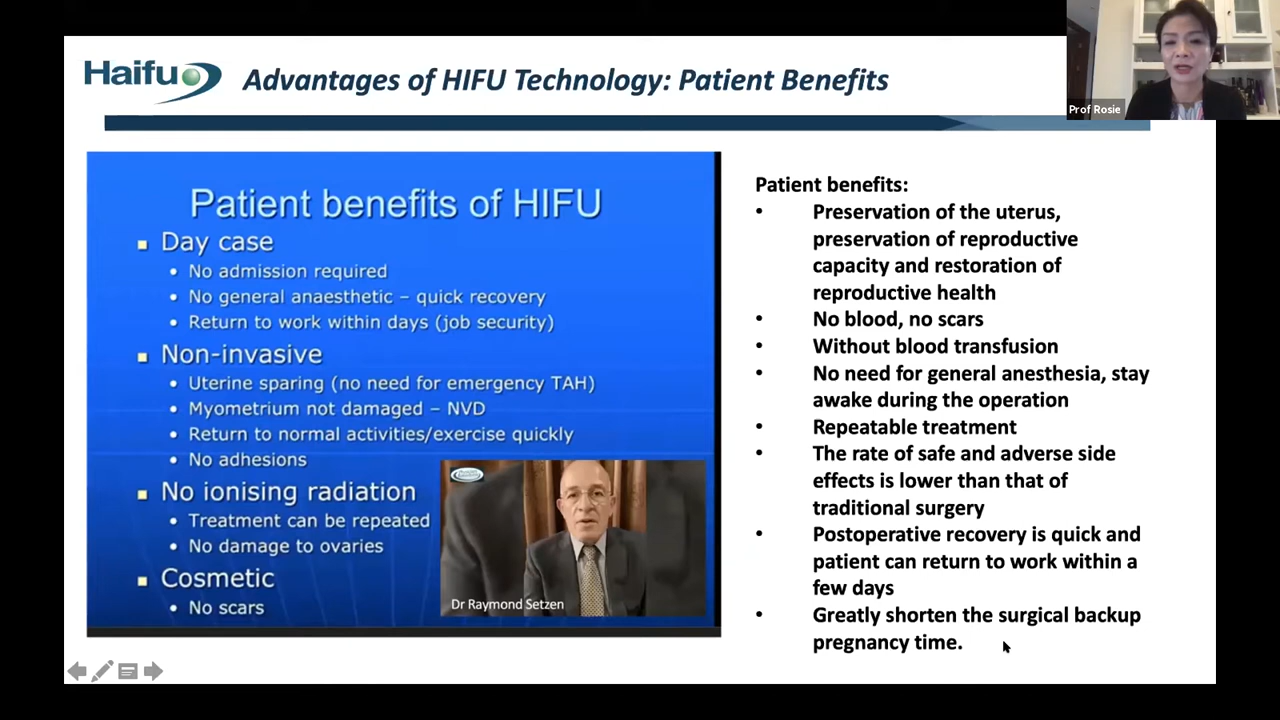 Haifu
Advantages of HIFU Technology: Patient Benefits
Prof Rosie
Patient benefits of HIFU
Day case
• No admission required
• No general anaesthetic – quick recovery
• Return to work within days (job security)
Non-invasive
• Uterine sparing (no need for emergency TAH)
• Myometrium not damaged – NVD
• Return to normal activities/exercise quickly
• No adhesions
No ionising radiation
• Treatment can be repeated
• No damage to ovaries
Cosmetic
• No scars
Dr Raymond Setzen
Patient benefits:
• Preservation of the uterus,
preservation of reproductive
capacity and restoration of
reproductive health
• No blood, no scars
• Without blood transfusion
• No need for general anesthesia, stay
awake during the operation
• Repeatable treatment
• The rate of safe and adverse side
effects is lower than that of
traditional surgery
• Postoperative recovery is quick and
patient can return to work within a
few days
• Greatly shorten the surgical backup
pregnancy time.